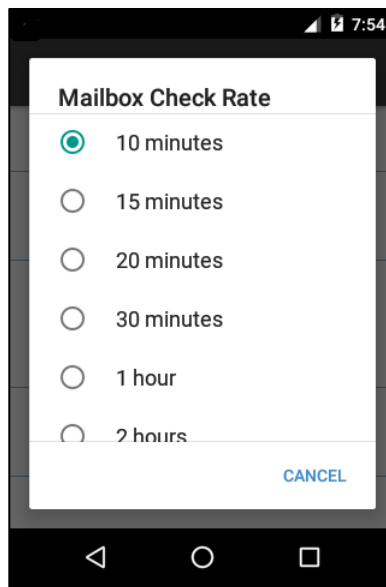 7:54
Mailbox Check Rate
10 minutes
15 minutes
20 minutes
30 minutes
1 hour
2 hours
CANCEL